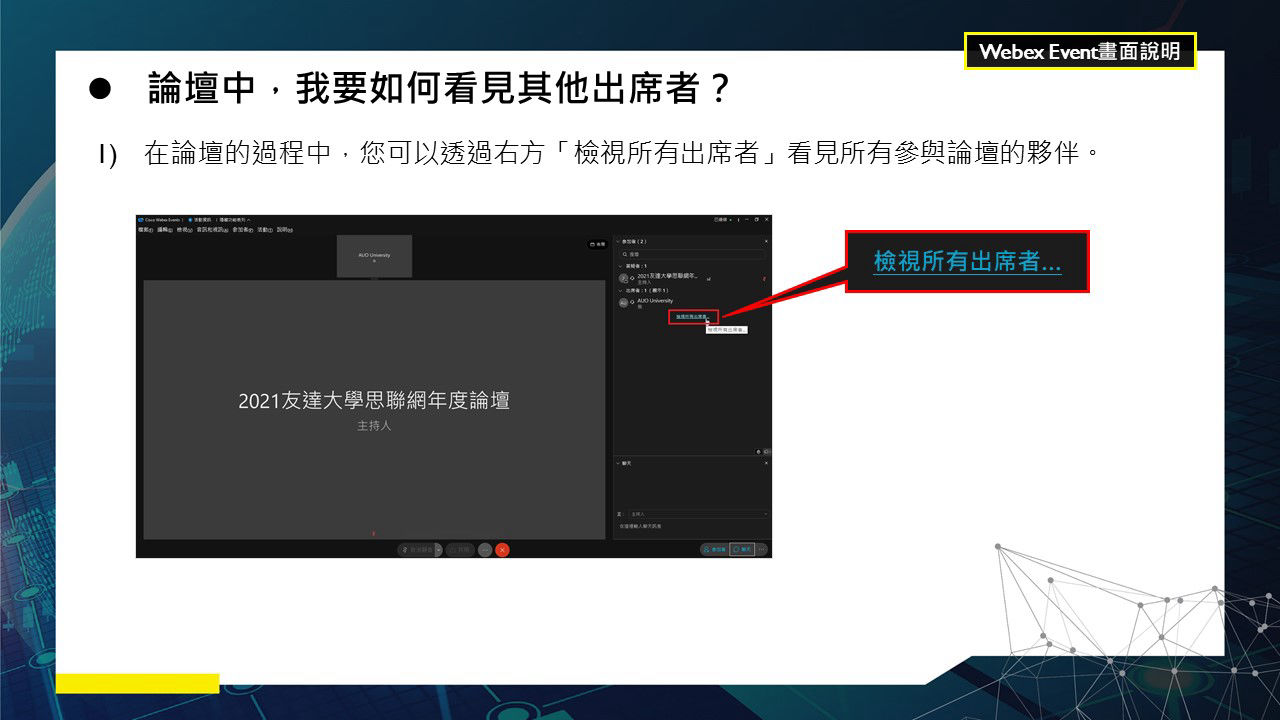 Webex Event畫面說明
● 論壇中，我要如何看見其他出席者？
1) 在論壇的過程中，您可以透過右方「檢視所有出席者」看見所有參與論壇的夥伴。
Cisco Webex Events | 活動資訊 | 隱藏功能表列 已連線
檔案(F) 編輯(E) 檢視(V) 音訊和視訊(A) 參加者(P) 活動(E) 說明(H)
AUO University
我
參加者 ( 2 )
搜尋
2021友達大學思聯網年...
主持人
出席者：1 ( 顯示 1 )
AUO University
我
檢視所有出席者...
檢視所有出席者...
檢視所有出席者...
2021友達大學思聯網年度論壇
主持人
聊天
至： 主持人
在這裡輸入聊天訊息
參加者 聊天